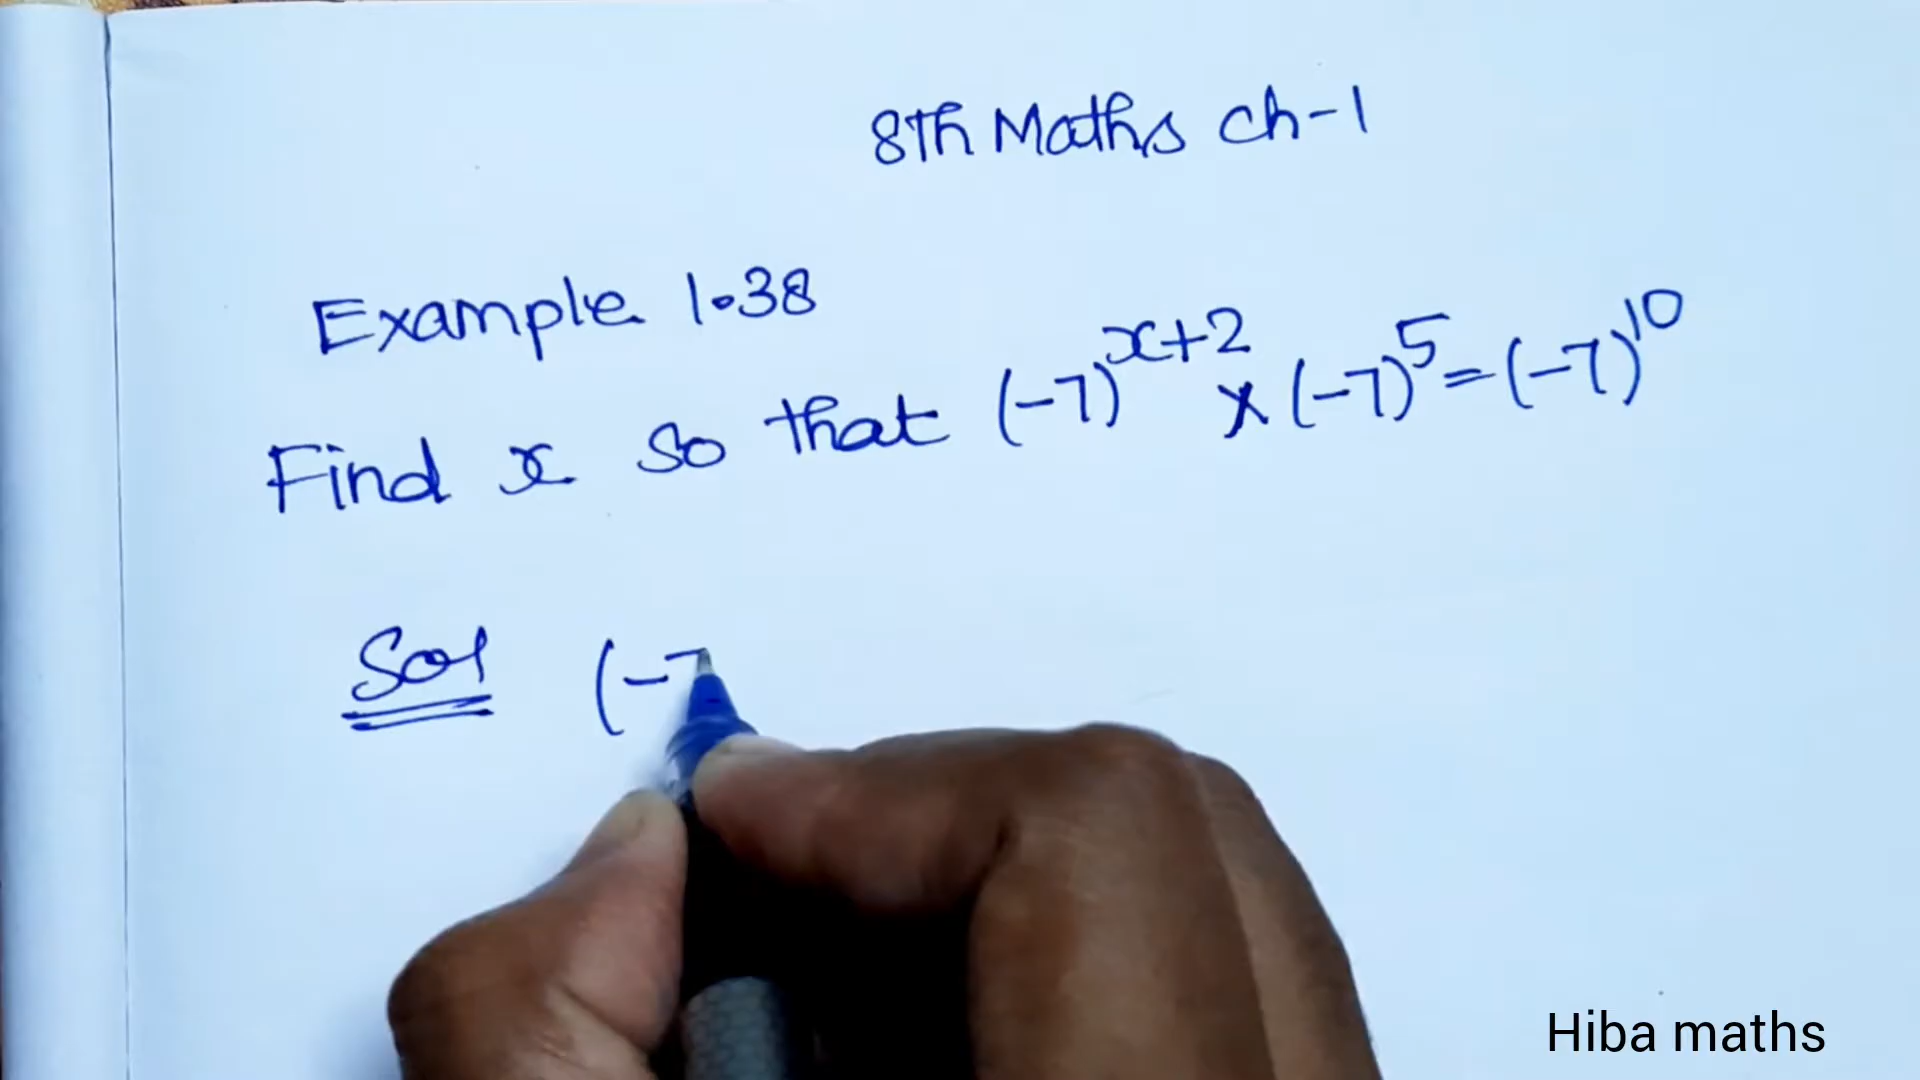 8Th Maths Ch-1
Example 1.38
Find x so that (-7)^{x+2} × (-7)^5 = (-7)^{10}
Sol (-7
Hiba maths